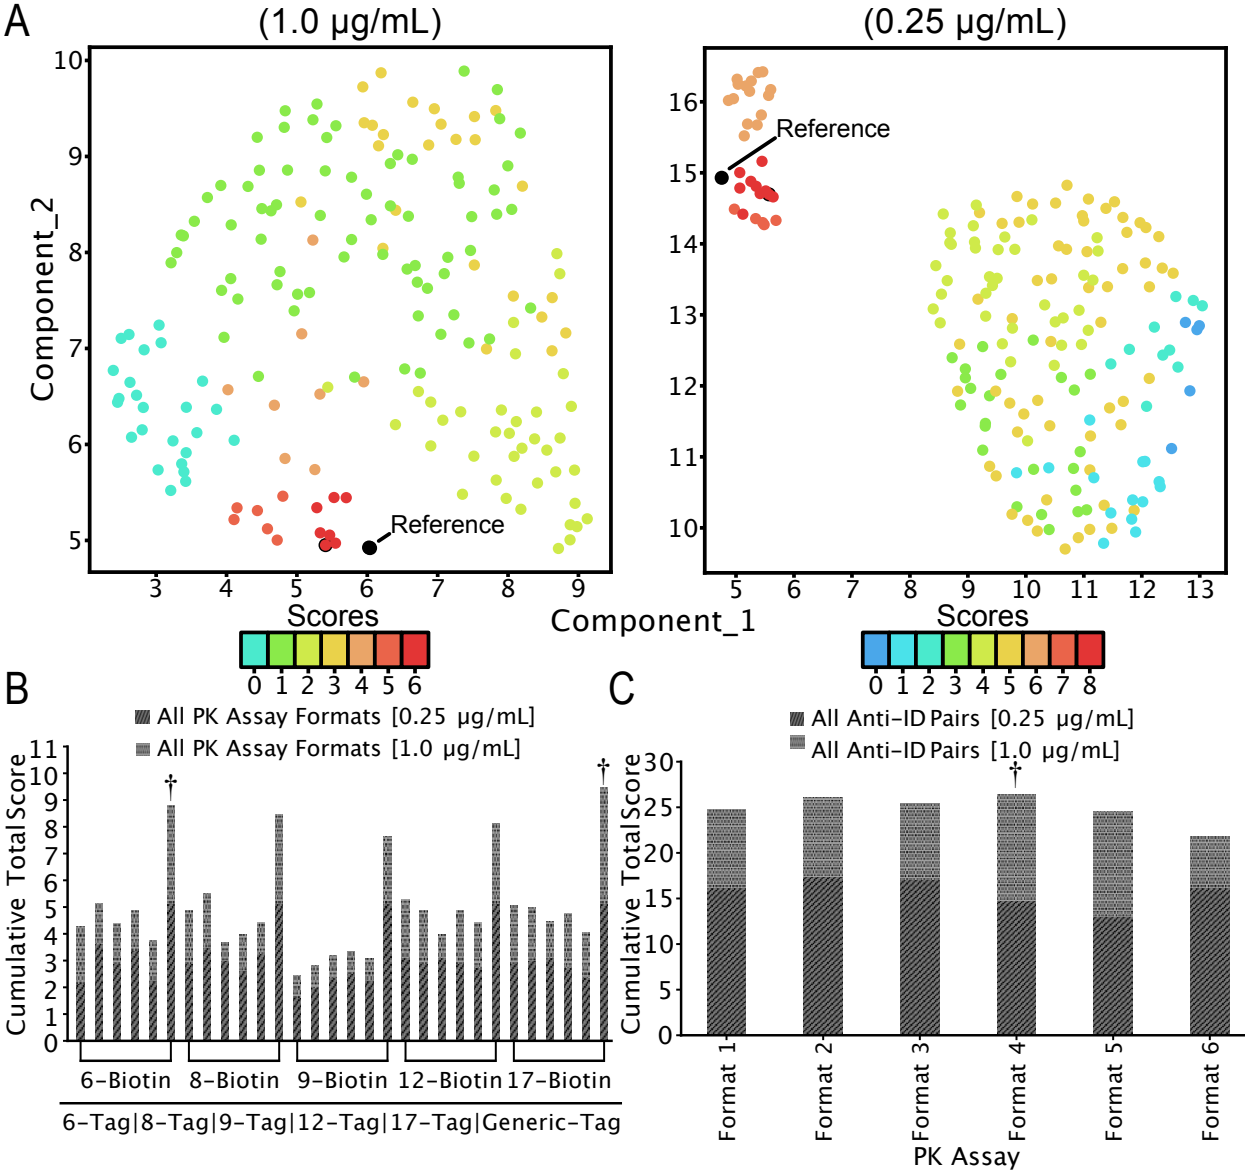 A
(1.0 µg/mL)
(0.25 µg/mL)
Component_2
10
9
8
7
6
5
Reference
3 4 5 6 7 8 9
16
15
14
13
12
11
10
Reference
5 6 7 8 9 10 11 12 13
Component_1
Scores
0 1 2 3 4 5 6
Scores
0 1 2 3 4 5 6 7 8
B
All PK Assay Formats [0.25 µg/mL]
All PK Assay Formats [1.0 µg/mL]
Cumulative Total Score
11
10
9
8
7
6
5
4
3
2
1
0
†
†
6-Biotin 8-Biotin 9-Biotin 12-Biotin 17-Biotin
6-Tag|8-Tag|9-Tag|12-Tag|17-Tag|Generic-Tag
C
All Anti-ID Pairs [0.25 µg/mL]
All Anti-ID Pairs [1.0 µg/mL]
Cumulative Total Score
30
25
20
15
10
5
0
†
Format 1
Format 2
Format 3
Format 4
Format 5
Format 6
PK Assay